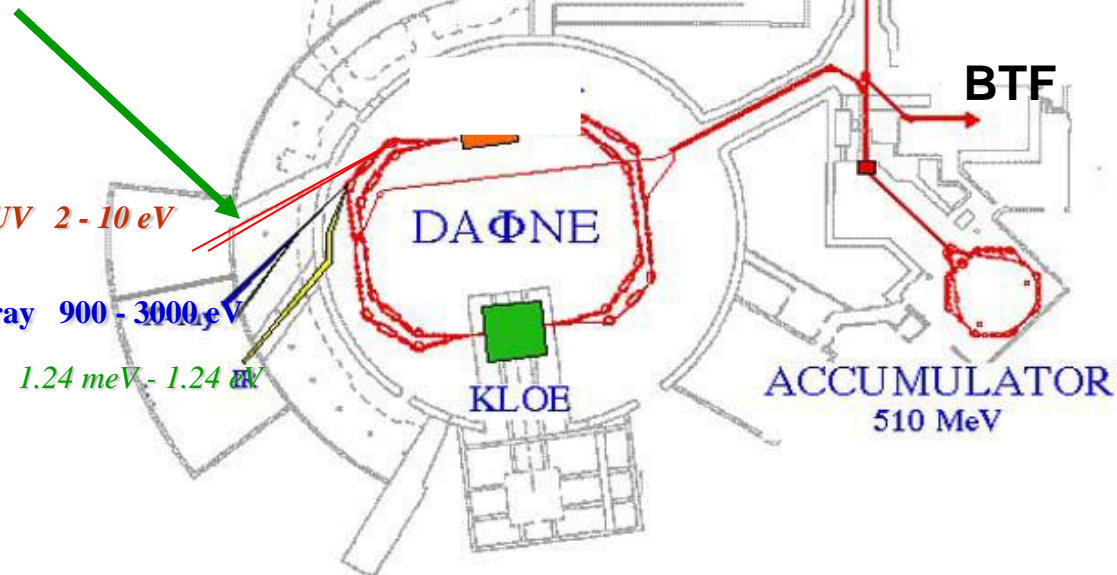 BTF
UV 2 - 10 eV
DAΦNE
ray 900 - 3000 eV
1.24 meV - 1.24 eV
KLOE
ACCUMULATOR
510 MeV